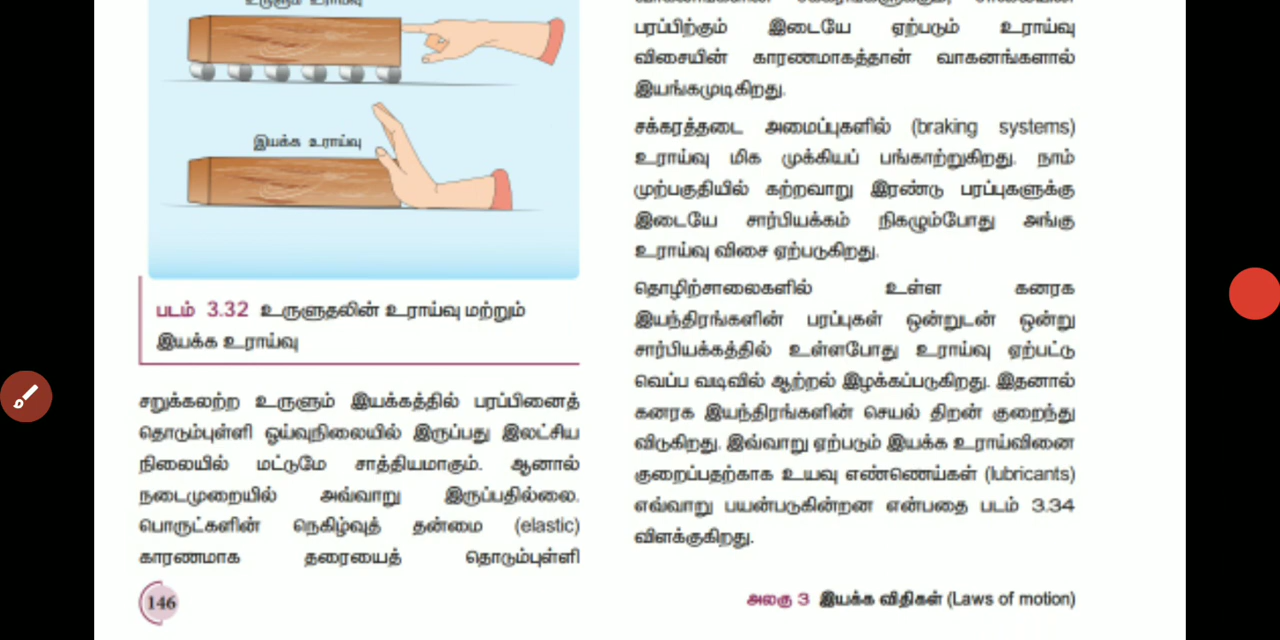 இயக்க உராய்வு
படம் 3.32 உருளுதலின் உராய்வு மற்றும்
இயக்க உராய்வு
சறுக்கலற்ற உருளும் இயக்கத்தில் பரப்பினைத்
தொடும்புள்ளி ஓய்வுநிலையில் இருப்பது இலட்சிய
நிலையில் மட்டுமே சாத்தியமாகும். ஆனால்
நடைமுறையில் அவ்வாறு இருப்பதில்லை.
பொருட்களின் நெகிழ்வுத் தன்மை (elastic)
காரணமாக தரையைத் தொடும்புள்ளி
146
பரப்பிற்கும் இடையே ஏற்படும் உராய்வு
விசையின் காரணமாகத்தான் வாகனங்களால்
இயங்கமுடிகிறது.
சக்கரத்தடை அமைப்புகளில் (braking systems)
உராய்வு மிக முக்கியப் பங்காற்றுகிறது. நாம்
முற்பகுதியில் கற்றவாறு இரண்டு பரப்புகளுக்கு
இடையே சார்பியக்கம் நிகழும்போது அங்கு
உராய்வு விசை ஏற்படுகிறது.
தொழிற்சாலைகளில் உள்ள கனரக
இயந்திரங்களின் பரப்புகள் ஒன்றுடன் ஒன்று
சார்பியக்கத்தில் உள்ளபோது உராய்வு ஏற்பட்டு
வெப்ப வடிவில் ஆற்றல் இழக்கப்படுகிறது. இதனால்
கனரக இயந்திரங்களின் செயல் திறன் குறைந்து
விடுகிறது. இவ்வாறு ஏற்படும் இயக்க உராய்வினை
குறைப்பதற்காக உயவு எண்ணெய்கள் (lubricants)
எவ்வாறு பயன்படுகின்றன என்பதை படம் 3.34
விளக்குகிறது.
அலகு 3 இயக்க விதிகள் (Laws of motion)